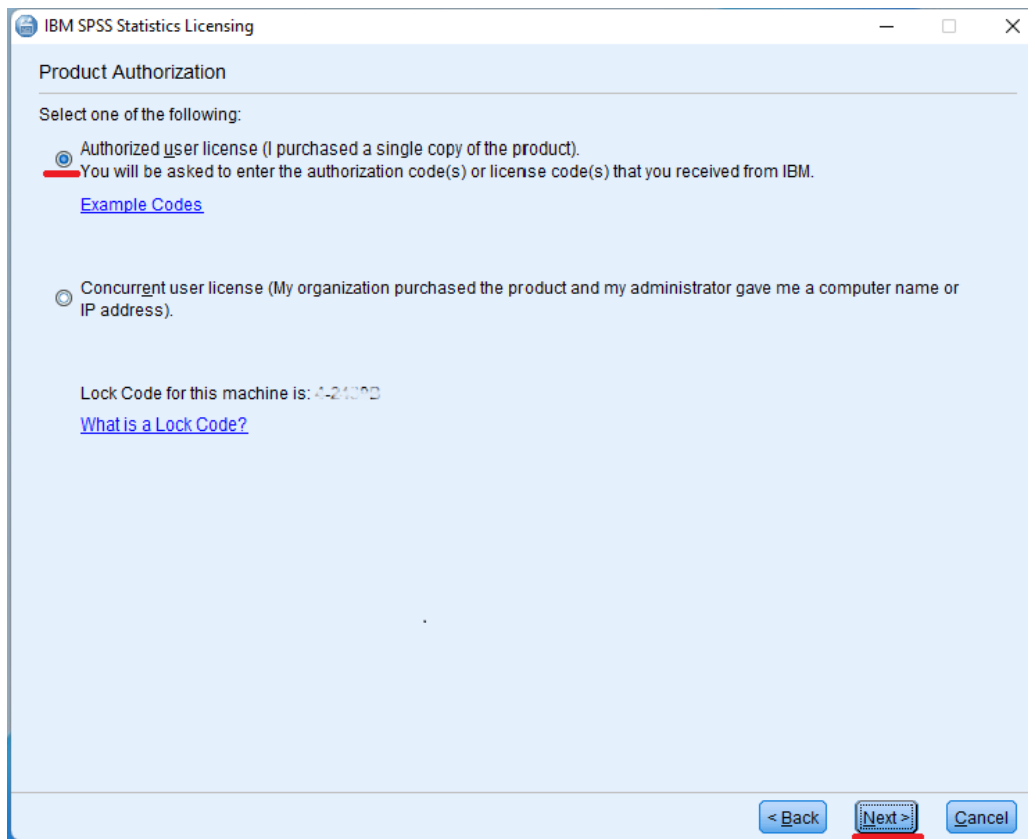 IBM SPSS Statistics Licensing
Product Authorization
Select one of the following:
Authorized user license (I purchased a single copy of the product).
You will be asked to enter the authorization code(s) or license code(s) that you received from IBM.
Example Codes
Concurrent user license (My organization purchased the product and my administrator gave me a computer name or
IP address).
Lock Code for this machine is:
What is a Lock Code?
< Back Next > Cancel